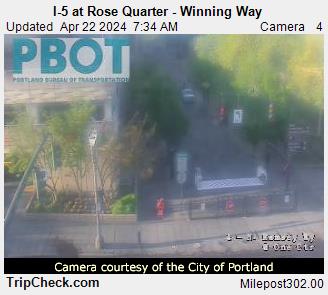 I-5 at Rose Quarter - Winning Way
Updated Apr 22 2024 7:34 AM Camera 4
PBOT
PORTLAND BUREAU OF TRANSPORTATION
Camera courtesy of the City of Portland
TripCheck.com Milepost302.00